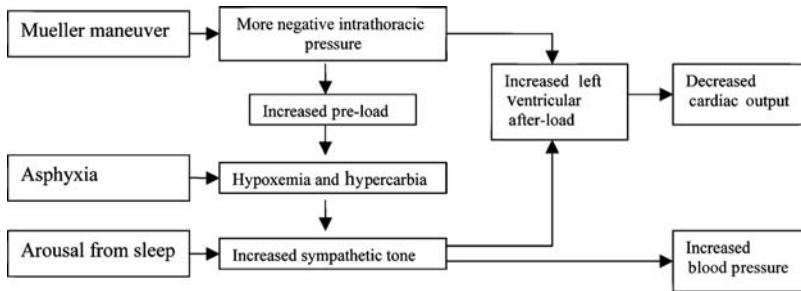 Mueller maneuver
More negative intrathoracic
pressure
Increased pre-load
Increased left
ventricular
after-load
Decreased
cardiac output
Asphyxia
Hypoxemia and hypercarbia
Arousal from sleep
Increased sympathetic tone
Increased
blood pressure